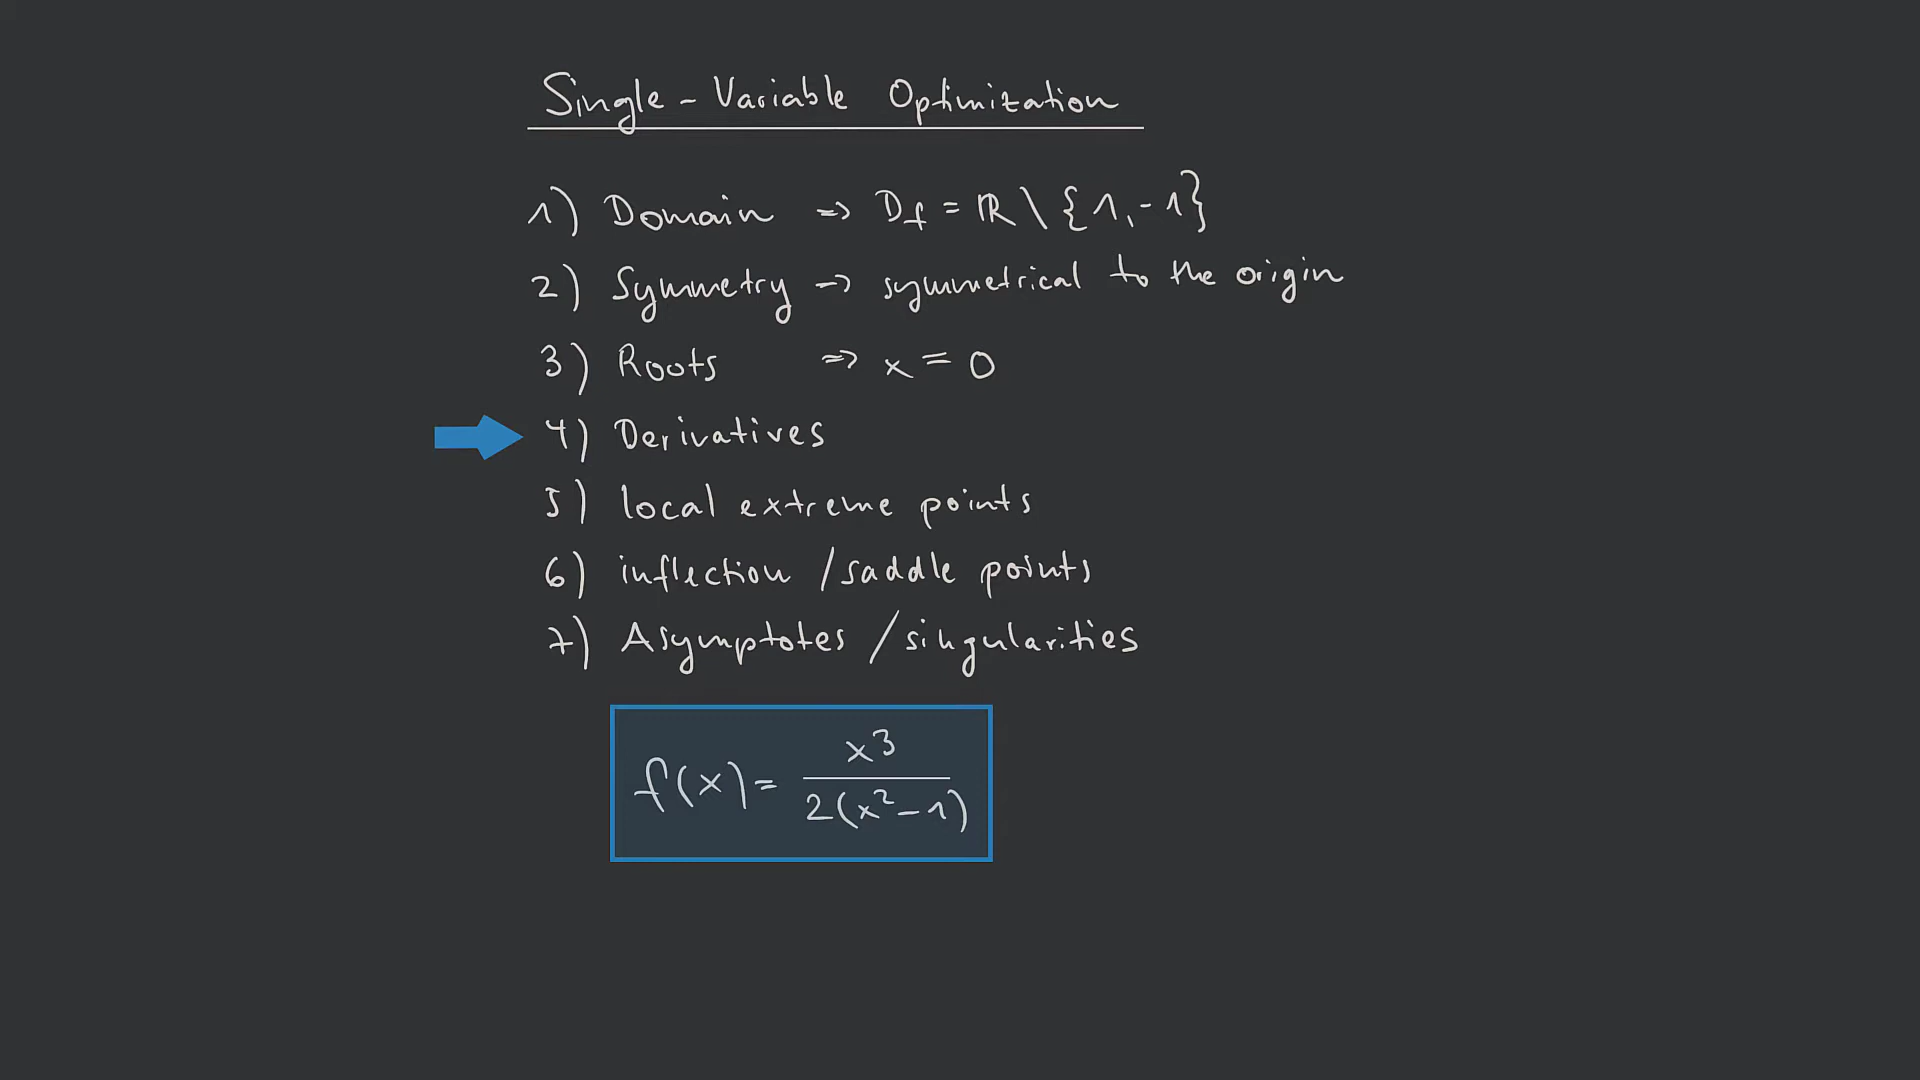 Single-Variable Optimization
1) Domain => Df = ℝ \ {1,-1}
2) Symmetry => symmetrical to the origin
3) Roots => x = 0
4) Derivatives
5) local extreme points
6) inflection /saddle points
7) Asymptotes /singularities
f(x) = x³ / 2(x²-1)